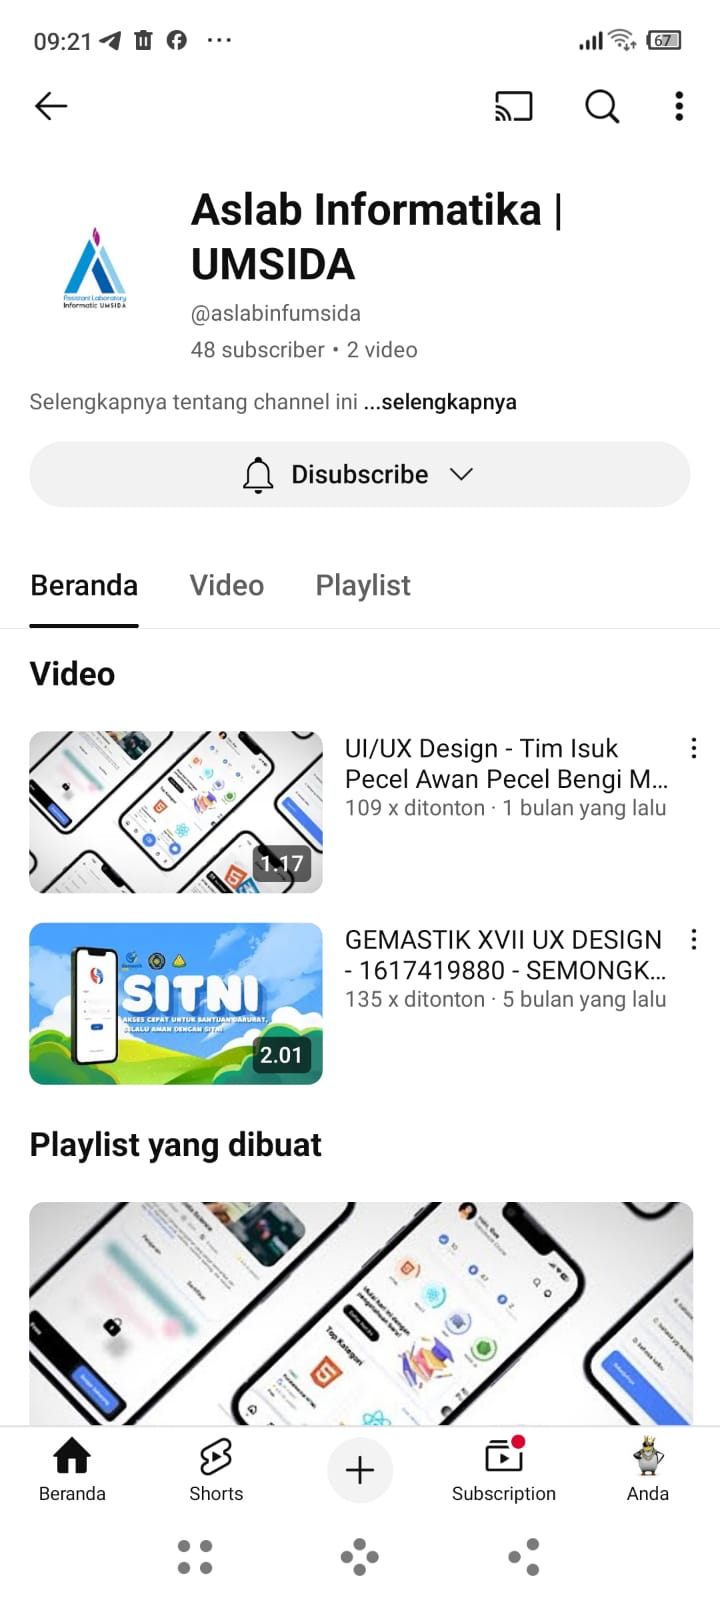 09:21
67
Aslab Informatika |
UMSIDA
Assistant Laboratory
Informatic UMSIDA
@aslabinfumsida
48 subscriber • 2 video
Selengkapnya tentang channel ini ...selengkapnya
Disubscribe
Beranda Video Playlist
Video
UI/UX Design - Tim Isuk
Pecel Awan Pecel Bengi M...
109 x ditonton · 1 bulan yang lalu
1.17
GEMASTIK XVII UX DESIGN
- 1617419880 - SEMONGK...
135 x ditonton · 5 bulan yang lalu
SITNI
AKSES CEPAT UNTUK BANTUAN DARURAT,
SELALU AMAN DENGAN SITNI
2.01
Playlist yang dibuat
Top Kategori
Beranda
Shorts
Subscription
Anda